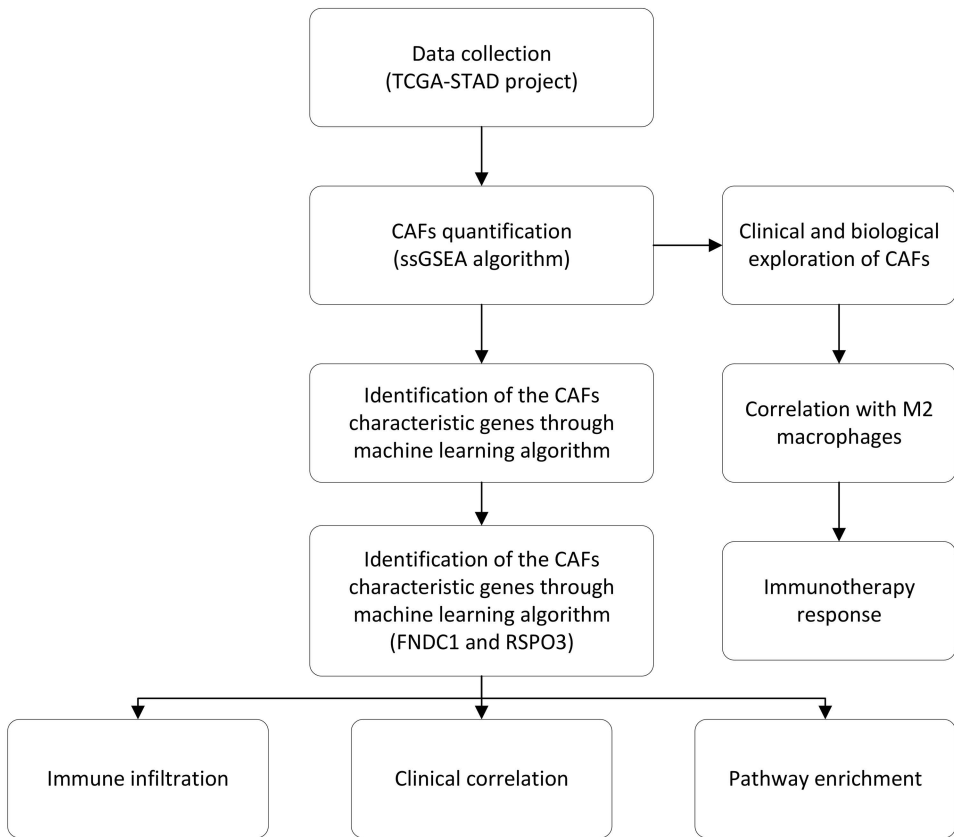 Data collection
(TCGA-STAD project)
CAFs quantification
(ssGSEA algorithm)
Clinical and biological
exploration of CAFs
Identification of the CAFs
characteristic genes through
machine learning algorithm
Correlation with M2
macrophages
Identification of the CAFs
characteristic genes through
machine learning algorithm
(FNDC1 and RSPO3)
Immunotherapy
response
Immune infiltration
Clinical correlation
Pathway enrichment